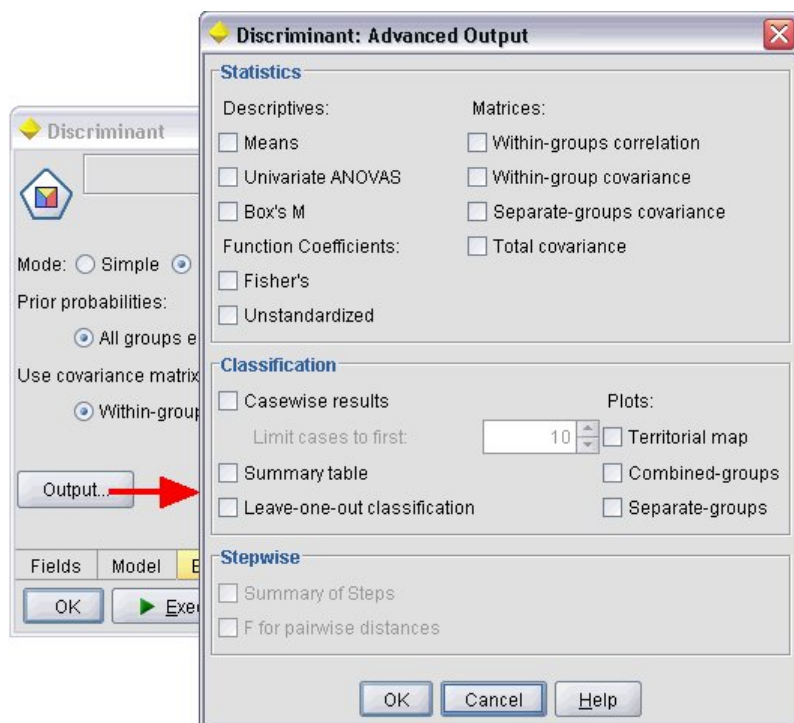 Discriminant: Advanced Output
Statistics
Descriptives:
Means
Univariate ANOVAS
Box's M
Function Coefficients:
Fisher's
Unstandardized
Matrices:
Within-groups correlation
Within-group covariance
Separate-groups covariance
Total covariance
Classification
Casewise results
Limit cases to first: 10
Summary table
Leave-one-out classification
Plots:
Territorial map
Combined-groups
Separate-groups
Stepwise
Summary of Steps
F for pairwise distances
OK Cancel Help
Discriminant
Mode: Simple
Prior probabilities:
All groups e
Use covariance matrix
Within-group
Output...
Fields Model E
OK Exe